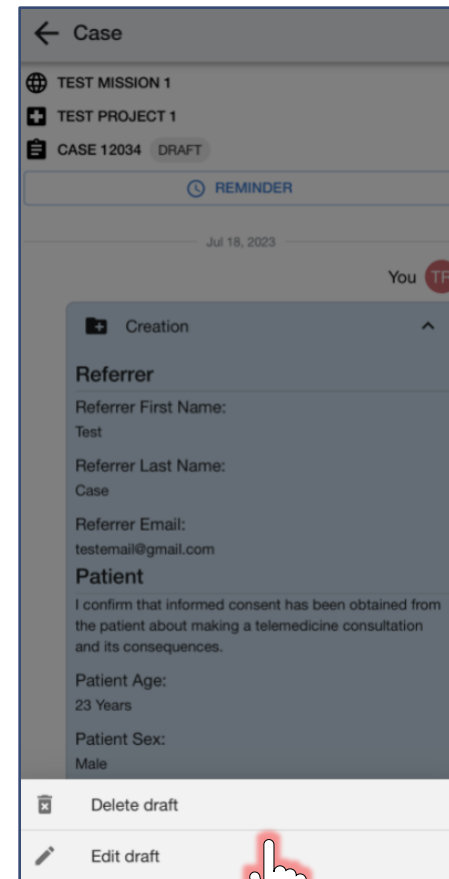 Case
TEST MISSION 1
TEST PROJECT 1
CASE 12034 DRAFT
REMINDER
Jul 18, 2023
You TF
Creation
Referrer
Referrer First Name:
Test
Referrer Last Name:
Case
Referrer Email:
testemail@gmail.com
Patient
I confirm that informed consent has been obtained from
the patient about making a telemedicine consultation
and its consequences.
Patient Age:
23 Years
Patient Sex:
Male
Delete draft
Edit draft